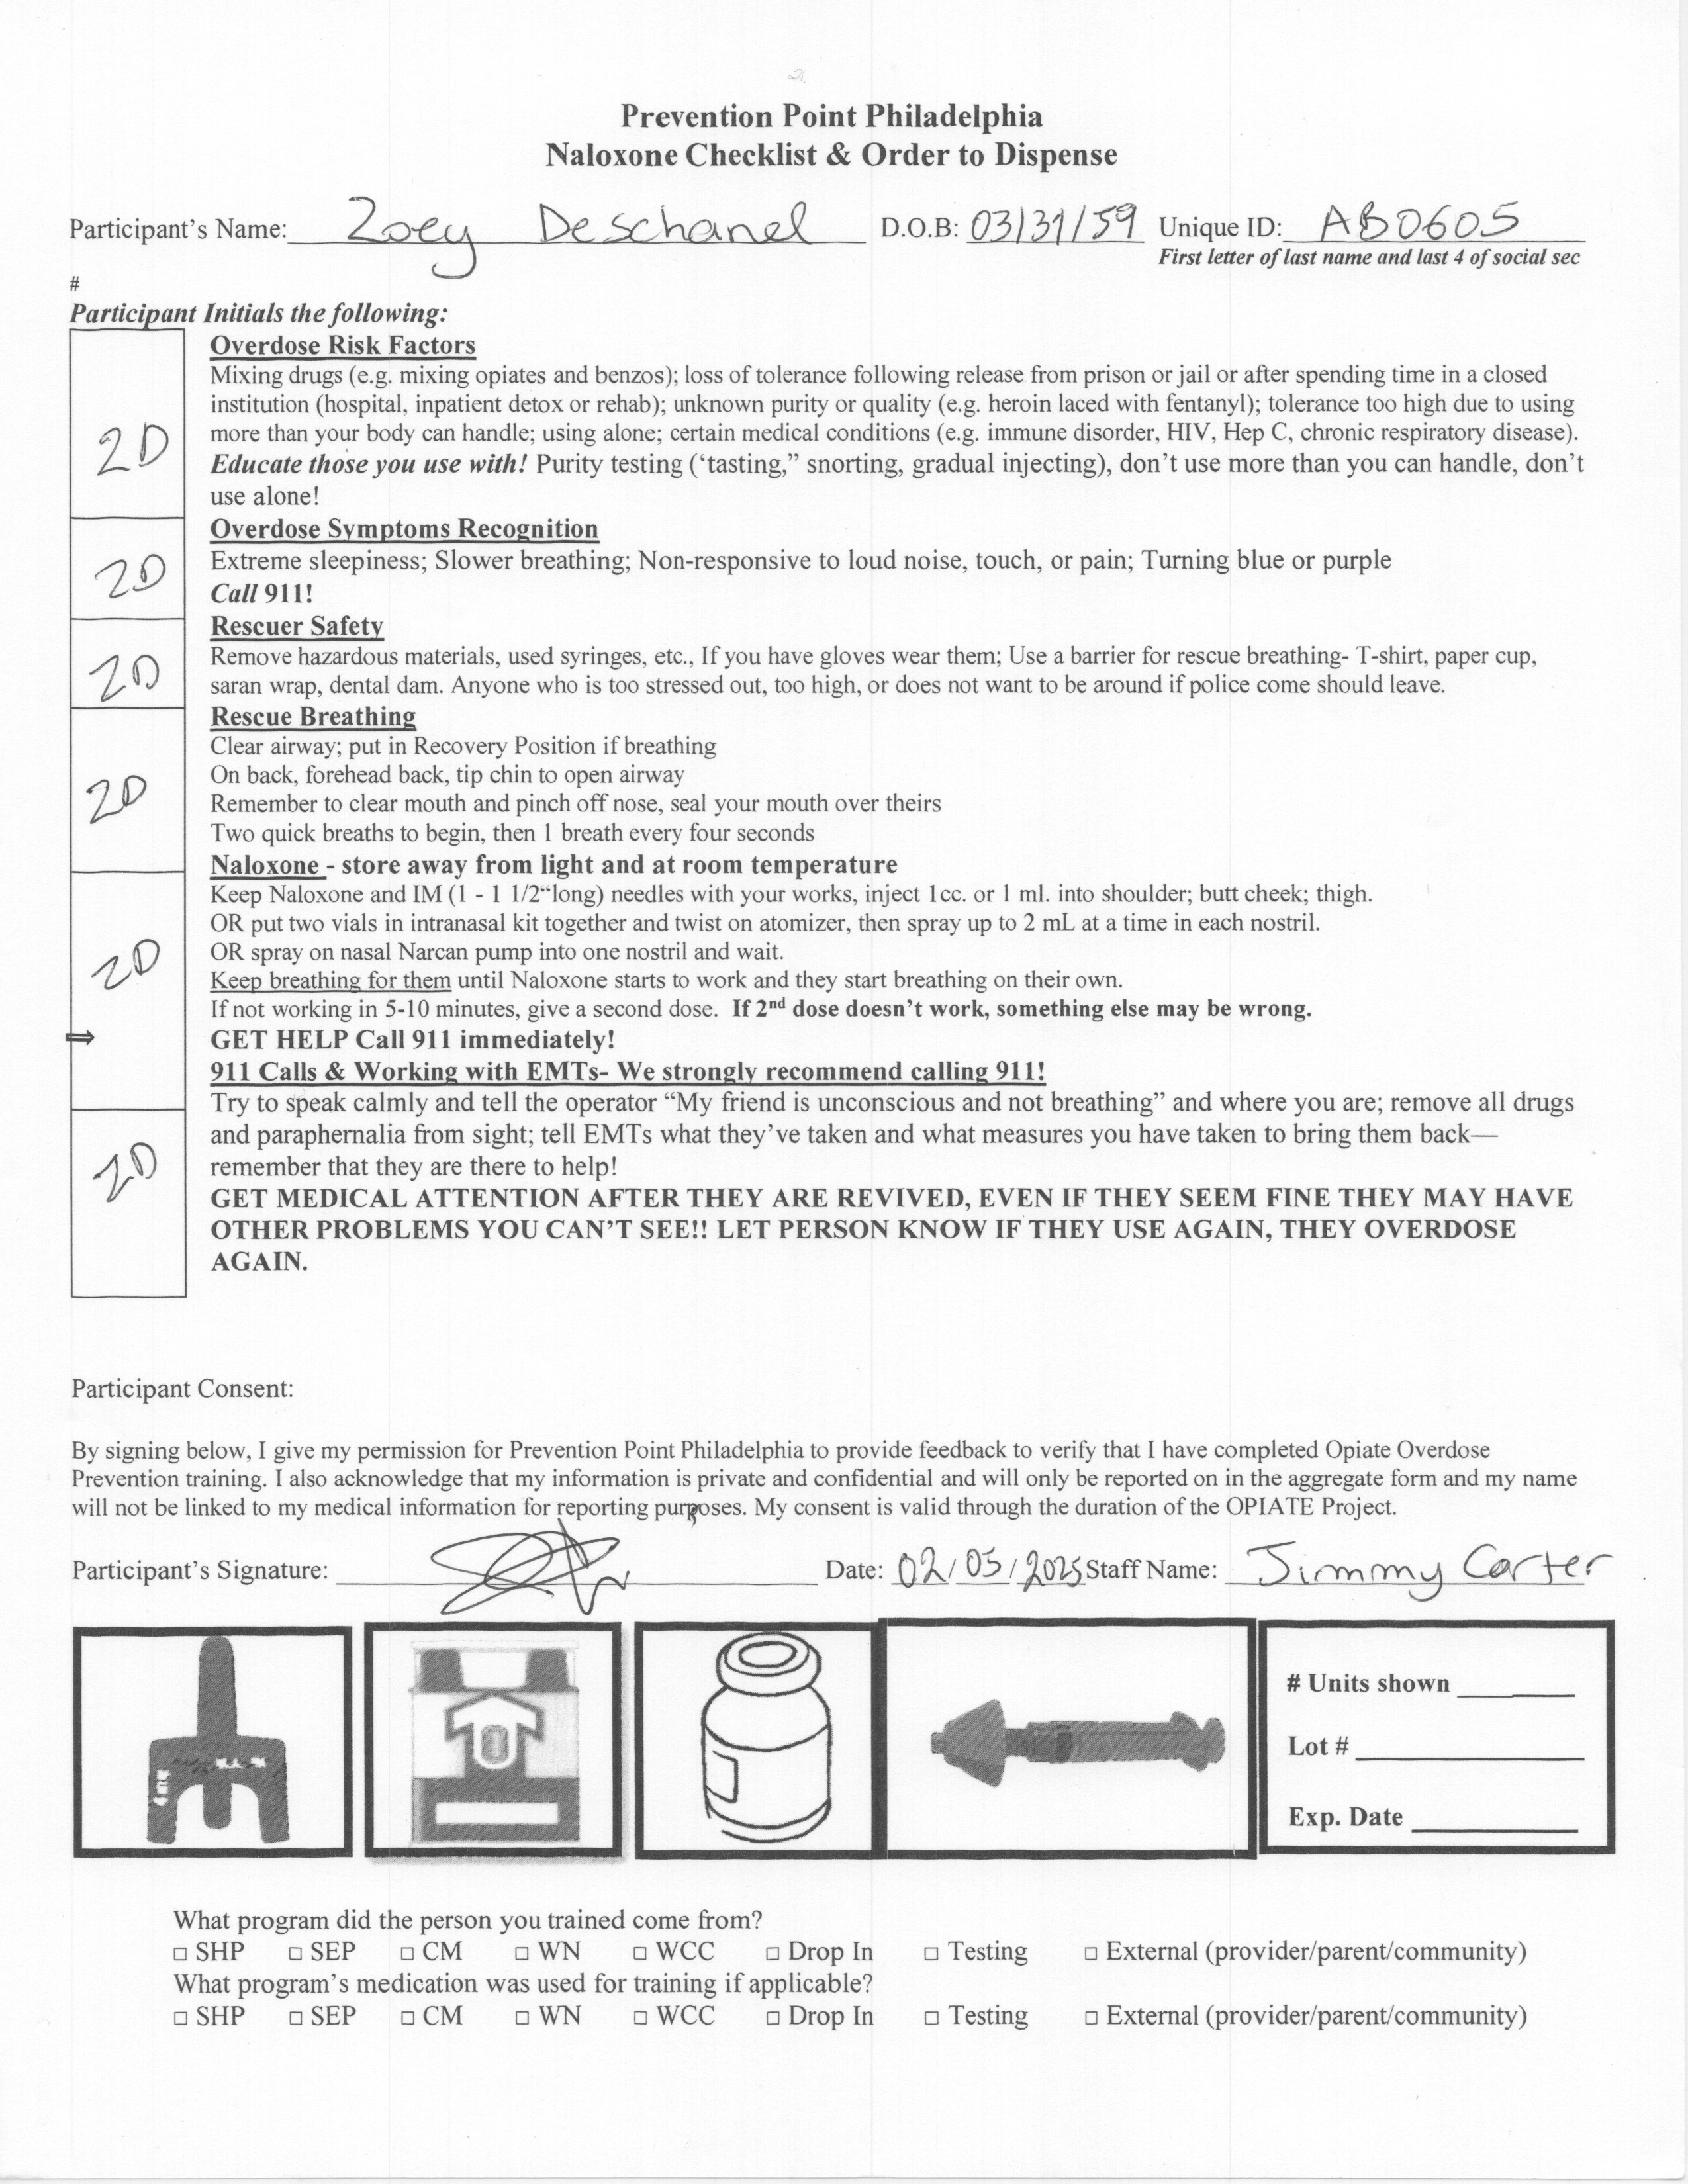 Prevention Point Philadelphia
Naloxone Checklist & Order to Dispense
Participant's Name: Zoey Deschanel D.O.B: 03/31/59 Unique ID: AB0605
First letter of last name and last 4 of social sec
#
Participant Initials the following:
Overdose Risk Factors
Mixing drugs (e.g. mixing opiates and benzos); loss of tolerance following release from prison or jail or after spending time in a closed
institution (hospital, inpatient detox or rehab); unknown purity or quality (e.g. heroin laced with fentanyl); tolerance too high due to using
ZD more than your body can handle; using alone; certain medical conditions (e.g. immune disorder, HIV, Hep C, chronic respiratory disease).
Educate those you use with! Purity testing (‘tasting,” snorting, gradual injecting), don’t use more than you can handle, don’t
use alone!
Overdose Symptoms Recognition
ZD Extreme sleepiness; Slower breathing; Non-responsive to loud noise, touch, or pain; Turning blue or purple
Call 911!
Rescuer Safety
Remove hazardous materials, used syringes, etc., If you have gloves wear them; Use a barrier for rescue breathing- T-shirt, paper cup,
ZD saran wrap, dental dam. Anyone who is too stressed out, too high, or does not want to be around if police come should leave.
Rescue Breathing
Clear airway; put in Recovery Position if breathing
On back, forehead back, tip chin to open airway
ZD Remember to clear mouth and pinch off nose, seal your mouth over theirs
Two quick breaths to begin, then 1 breath every four seconds
Naloxone - store away from light and at room temperature
Keep Naloxone and IM (1 - 1 1/2“long) needles with your works, inject 1cc. or 1 ml. into shoulder; butt cheek; thigh.
OR put two vials in intranasal kit together and twist on atomizer, then spray up to 2 mL at a time in each nostril.
ZD OR spray on nasal Narcan pump into one nostril and wait.
Keep breathing for them until Naloxone starts to work and they start breathing on their own.
If not working in 5-10 minutes, give a second dose. If 2nd dose doesn’t work, something else may be wrong.
⇒ GET HELP Call 911 immediately!
911 Calls & Working with EMTs- We strongly recommend calling 911!
Try to speak calmly and tell the operator “My friend is unconscious and not breathing” and where you are; remove all drugs
and paraphernalia from sight; tell EMTs what they’ve taken and what measures you have taken to bring them back—
ZD remember that they are there to help!
GET MEDICAL ATTENTION AFTER THEY ARE REVIVED, EVEN IF THEY SEEM FINE THEY MAY HAVE
OTHER PROBLEMS YOU CAN’T SEE!! LET PERSON KNOW IF THEY USE AGAIN, THEY OVERDOSE
AGAIN.
Participant Consent:
By signing below, I give my permission for Prevention Point Philadelphia to provide feedback to verify that I have completed Opiate Overdose
Prevention training. I also acknowledge that my information is private and confidential and will only be reported on in the aggregate form and my name
will not be linked to my medical information for reporting purposes. My consent is valid through the duration of the OPIATE Project.
Participant’s Signature: Date: 02/05/2025 Staff Name: Jimmy Carter
# Units shown
Lot #
Exp. Date
What program did the person you trained come from?
□ SHP □ SEP □ CM □ WN □ WCC □ Drop In □ Testing □ External (provider/parent/community)
What program’s medication was used for training if applicable?
□ SHP □ SEP □ CM □ WN □ WCC □ Drop In □ Testing □ External (provider/parent/community)